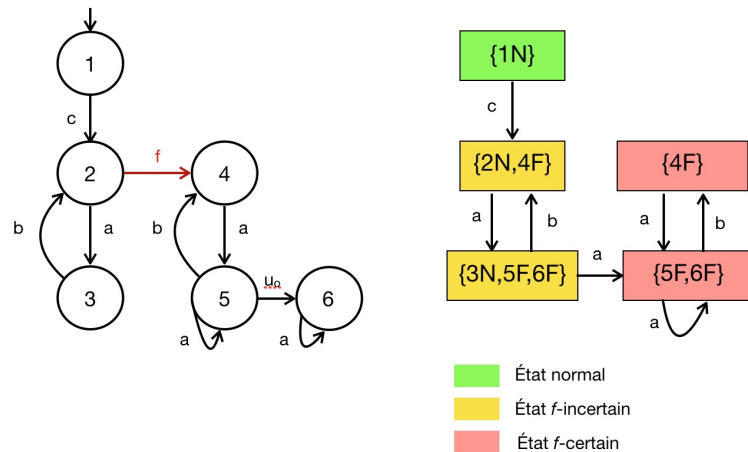 1
c
2
f
4
b
a
b
a
3
5
u_Ω
6
a
a
{1N}
c
{2N,4F}
{4F}
a
b
a
b
{3N,5F,6F}
a
{5F,6F}
a
État normal
État f-incertain
État f-certain